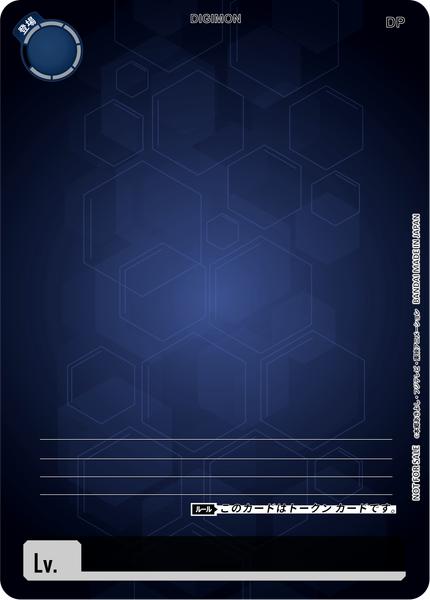 登場
DIGIMON
DP
BANDAI MADE IN JAPAN
NOT FOR SALE
ルール このカードはトークンカードです。
Lv.